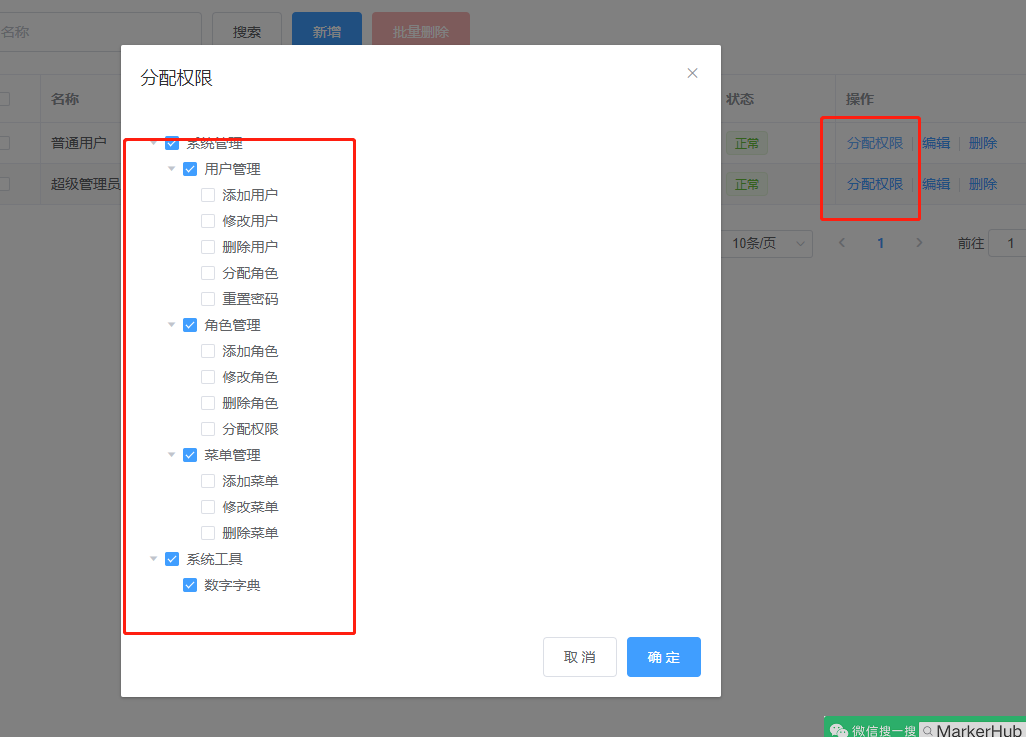 名称 搜索 新增 批量删除
分配权限
名称 状态 操作
普通用户 正常 分配权限 编辑 删除
超级管理员 正常 分配权限 编辑 删除
10条/页 1 前往 1
系统管理
用户管理
添加用户
修改用户
删除用户
分配角色
重置密码
角色管理
添加角色
修改角色
删除角色
分配权限
菜单管理
添加菜单
修改菜单
删除菜单
系统工具
数字字典
取 消 确 定
微信搜一搜 MarkerHub